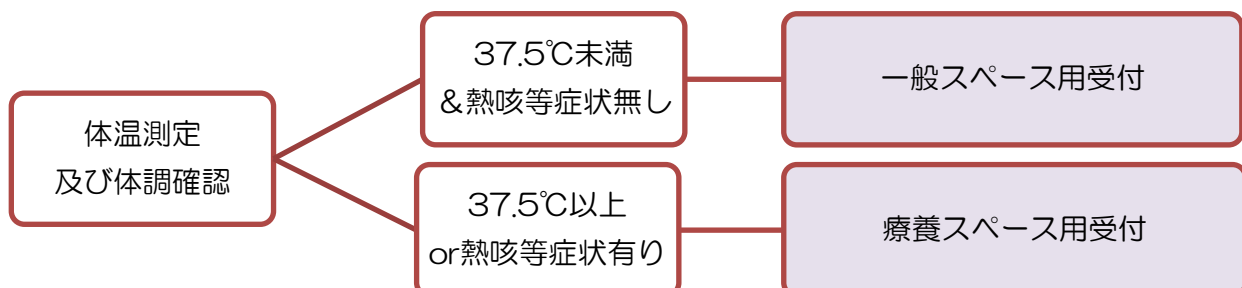 体温測定
及び体調確認
37.5℃未満
＆熱咳等症状無し
一般スペース用受付
37.5℃以上
or熱咳等症状有り
療養スペース用受付